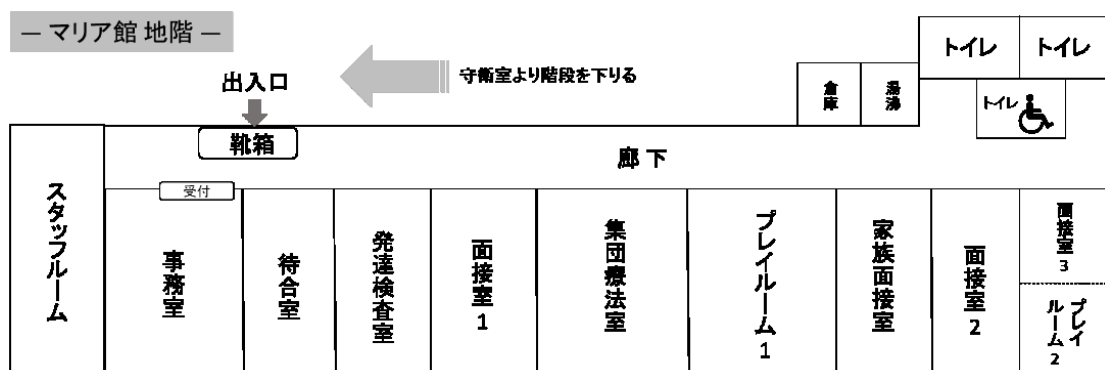 ― マリア館 地階 ―
トイレ
トイレ
守衛室より階段を下りる
出入口
倉庫
湯沸
トイレ
靴箱
廊下
受付
スタッフルーム
事務室
待合室
発達検査室
面接室1
集団療法室
プレイルーム1
家族面接室
面接室2
面接室3
プレイ
ルーム2